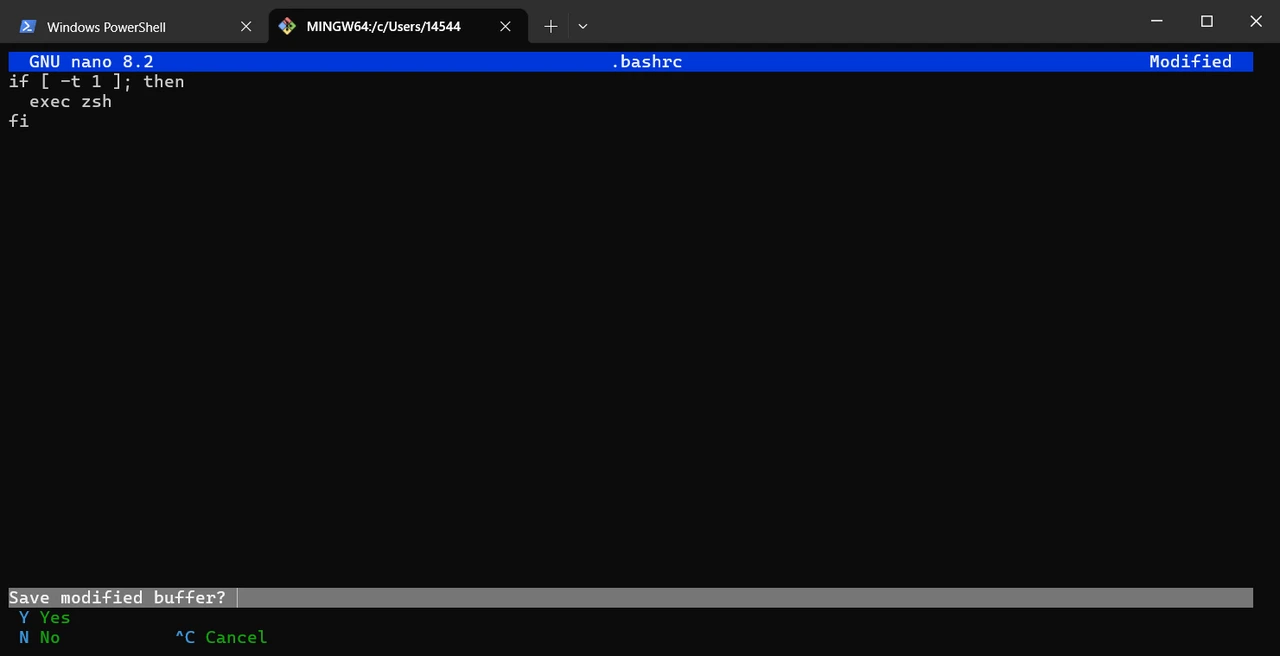 Windows PowerShell
MINGW64:/c/Users/14544
GNU nano 8.2 .bashrc Modified
if [ -t 1 ]; then
  exec zsh
fi
Save modified buffer?
Y Yes
N No ^C Cancel